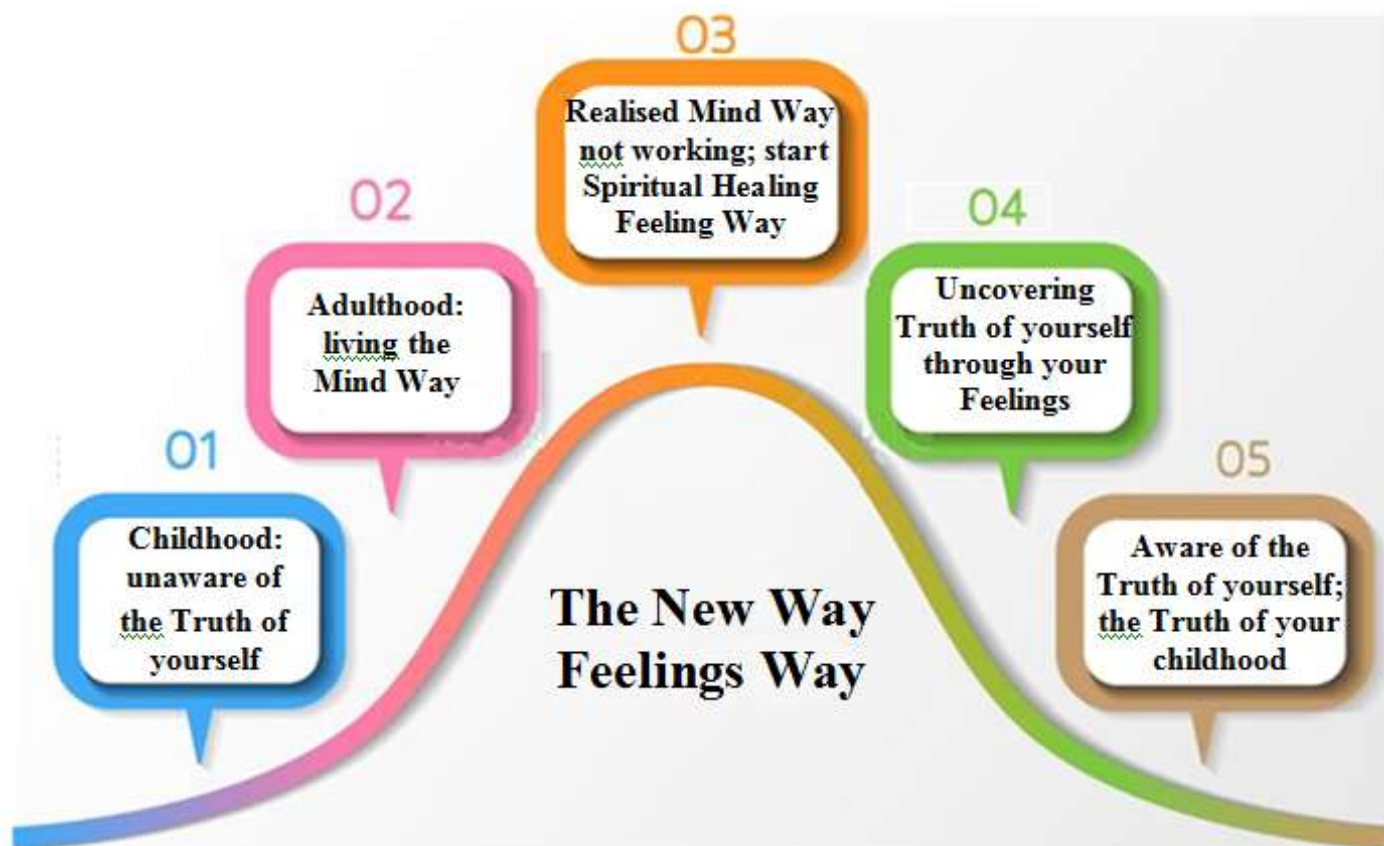 01
Childhood:
unaware of
the Truth of
yourself
02
Adulthood:
living the
Mind Way
03
Realised Mind Way
not working; start
Spiritual Healing
Feeling Way
04
Uncovering
Truth of yourself
through your
Feelings
05
Aware of the
Truth of yourself;
the Truth of your
childhood
The New Way
Feelings Way